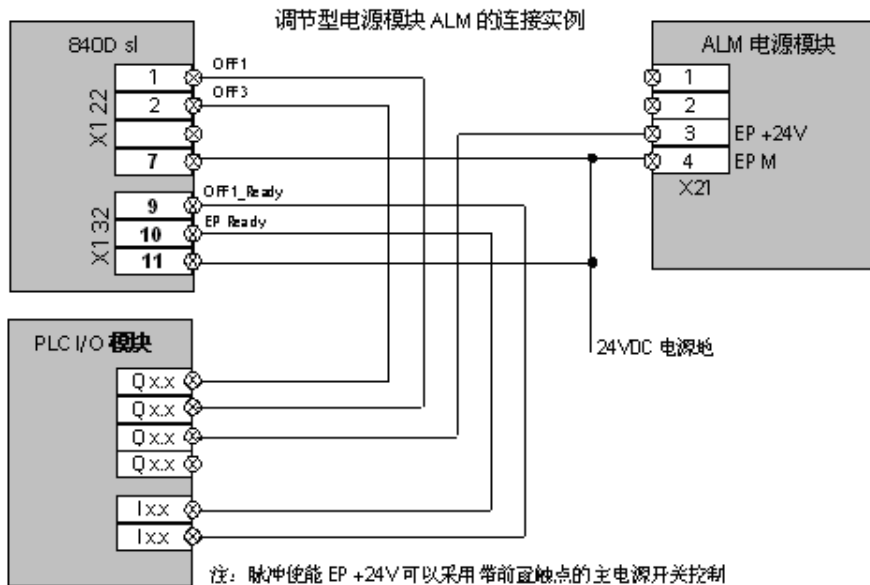 调节型电源模块 ALM 的连接实例
840D sl
X122
1
2
7
OFF1
OFF3
X132
9
10
11
OFF1_Ready
EP Ready
ALM 电源模块
1
2
3
4
EP +24V
EP M
X21
24VDC 电源地
PLC I/O 模块
Qx.x
Qx.x
Qx.x
Qx.x
Ix.x
Ix.x
注：脉冲使能 EP +24V 可以采用带前置触点的主电源开关控制